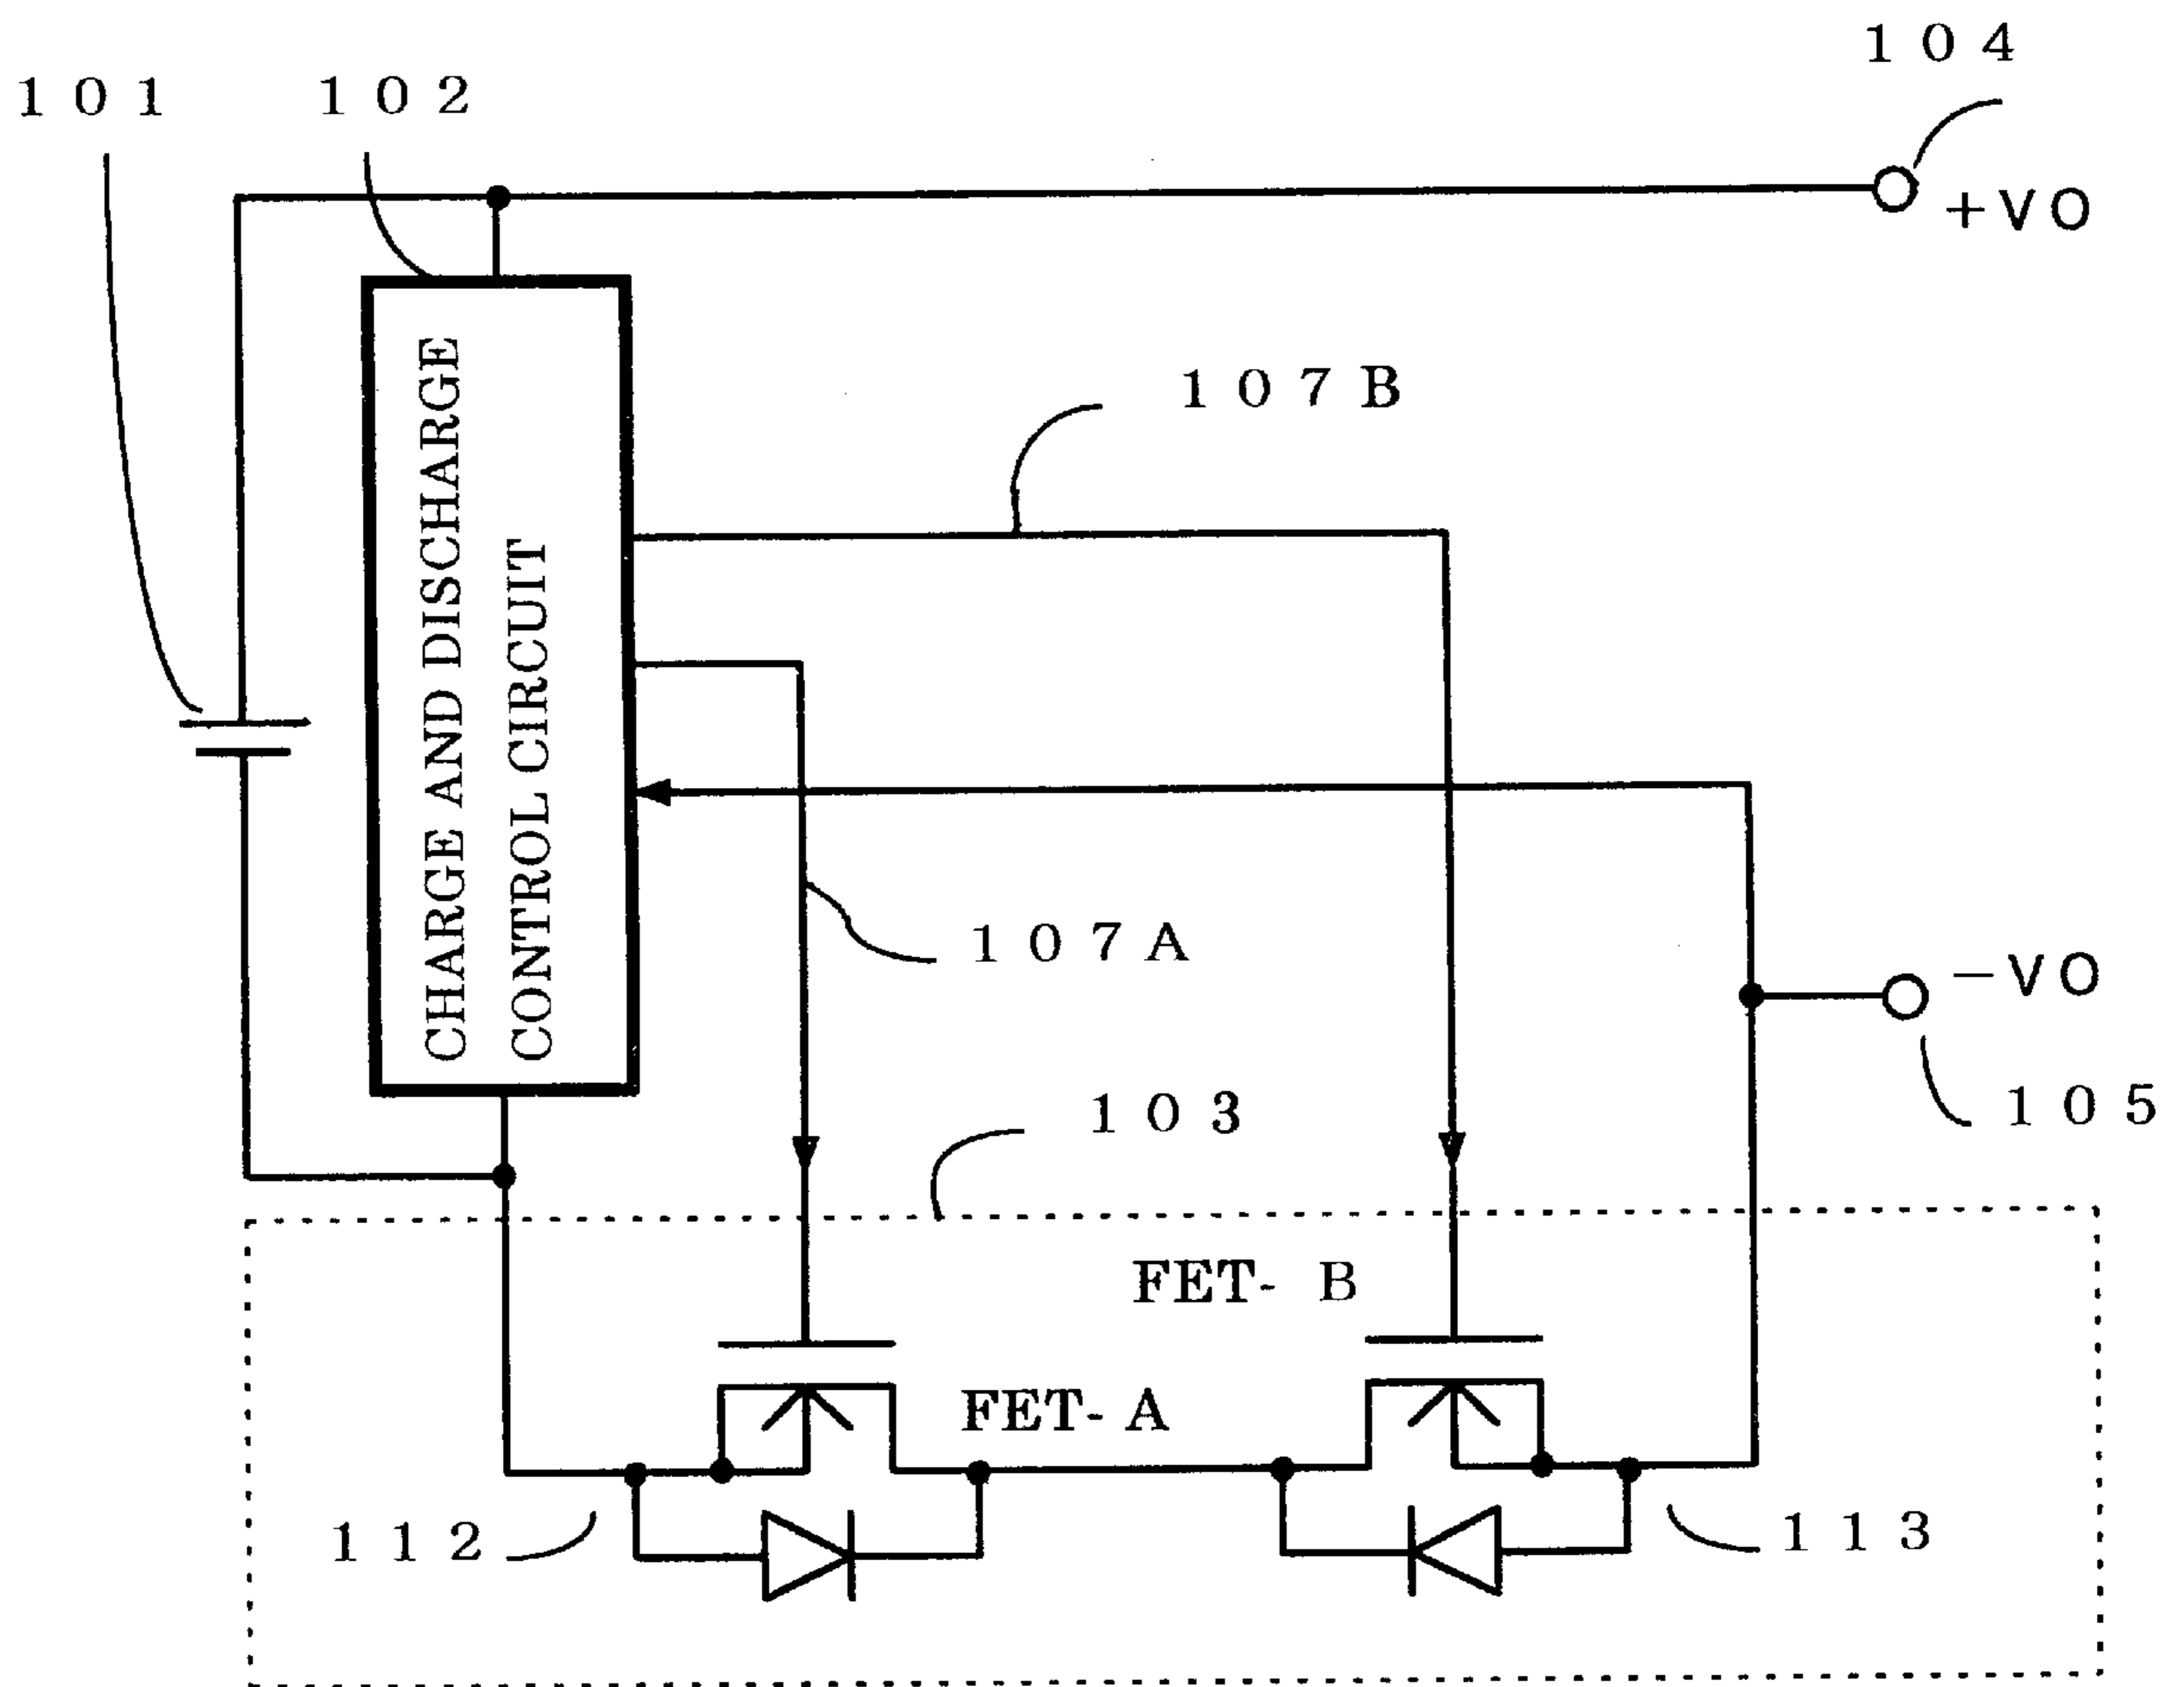 104
101
102
+VO
107B
CHARGE AND DISCHARGE
CONTROL CIRCUIT
107A
-VO
103
105
FET- B
FET- A
112
113